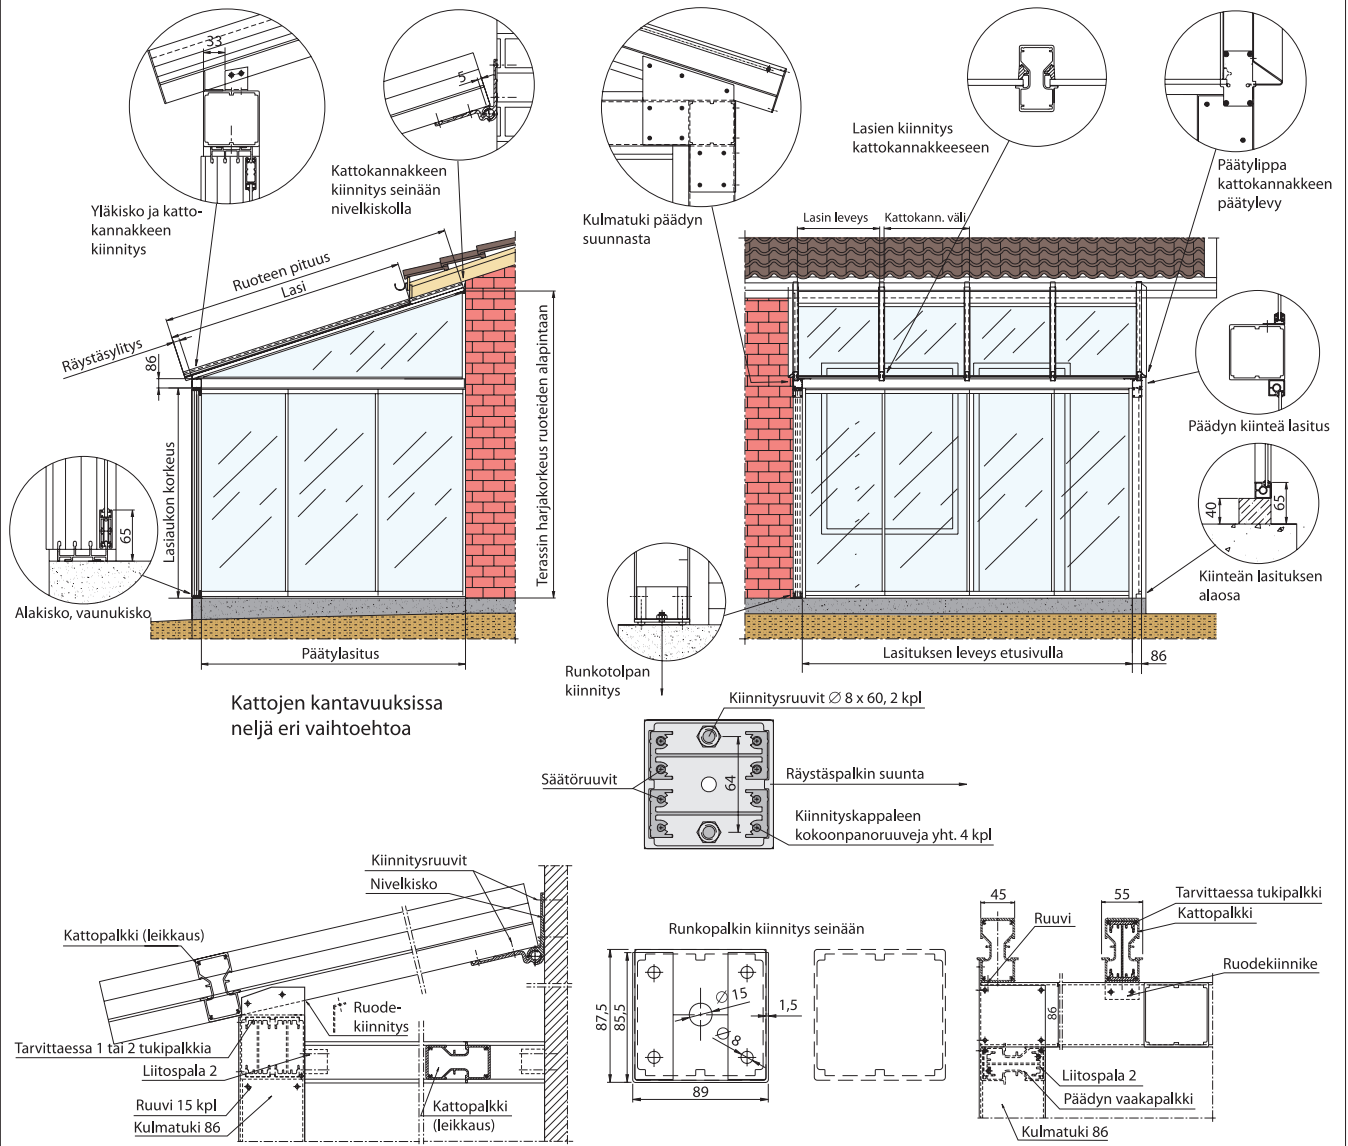 33
Yläkisko ja katto-
kannakkeen
kiinnitys
5
Kattokannakkeen
kiinnitys seinään
nivelkiskolla
Kulmatuki päädyn
suunnasta
Lasien kiinnitys
kattokannakkeeseen
Päätylippa
kattokannakkeen
päätylevy
Ruoteen pituus
Lasi
Räystäsylitys
86
Lasiaukon korkeus
Terassin harjakorkeus ruoteiden alapintaan
65
Alakisko, vaunukisko
Päätylasitus
Lasin leveys
Kattokann. väli
Päädyn kiinteä lasitus
40
65
Kiinteän lasituksen
alaosa
Lasituksen leveys etusivulla
86
Runkotolpan
kiinnitys
Kattojen kantavuuksissa
neljä eri vaihtoehtoa
Kiinnitysruuvit Ø 8 x 60, 2 kpl
Säätöruuvit
64
Räystäspalkin suunta
Kiinnityskappaleen
kokoonpanoruuveja yht. 4 kpl
Kiinnitysruuvit
Nivelkisko
Kattopalkki (leikkaus)
Ruode-
kiinnitys
Tarvittaessa 1 tai 2 tukipalkkia
Liitospala 2
Ruuvi 15 kpl
Kulmatuki 86
Kattopalkki
(leikkaus)
Runkopalkin kiinnitys seinään
87,5
85,5
Ø 15
Ø 8
1,5
89
45
Ruuvi
55
Tarvittaessa tukipalkki
Kattopalkki
Ruodekiinnike
86
Liitospala 2
Päädyn vaakapalkki
Kulmatuki 86